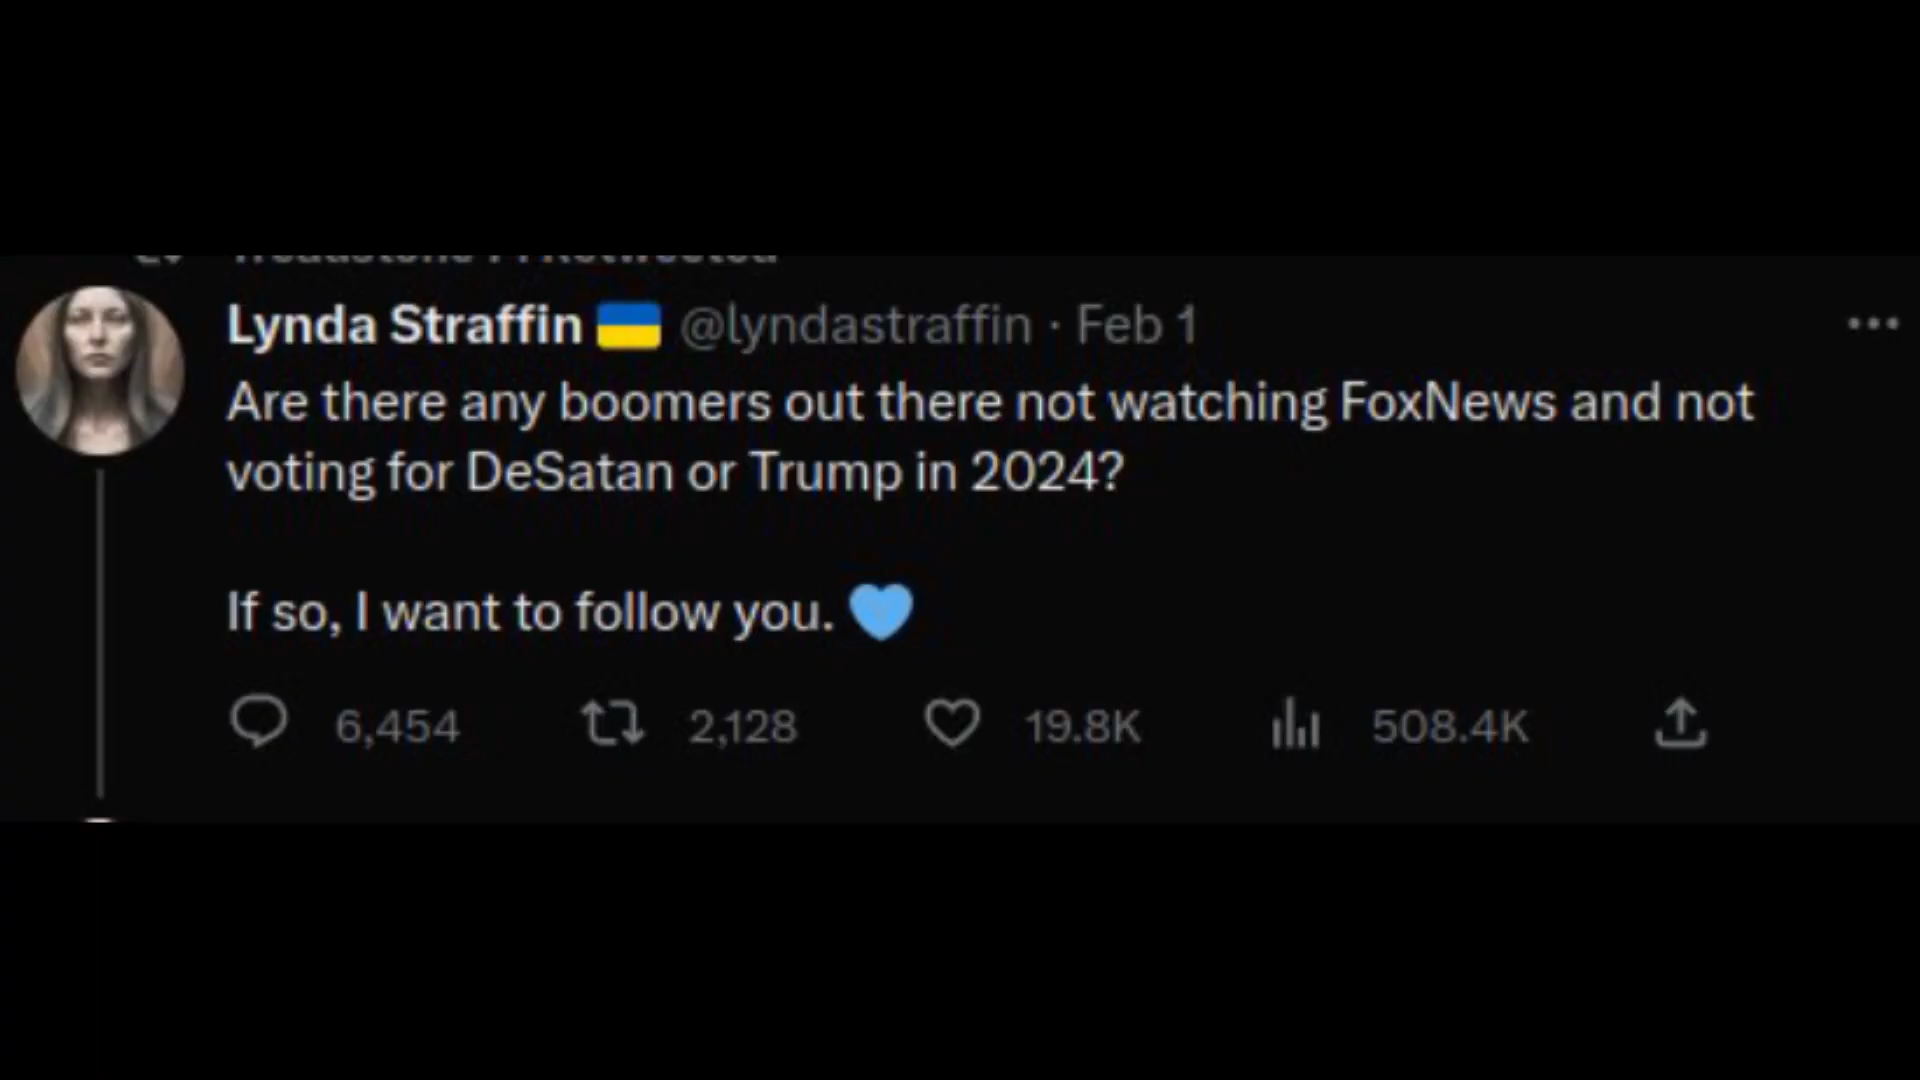 Retweeted
Lynda Straffin 🇺🇦 @lyndastraffin · Feb 1
Are there any boomers out there not watching FoxNews and not
voting for DeSatan or Trump in 2024?
If so, I want to follow you. 💙
6,454 2,128 19.8K 508.4K